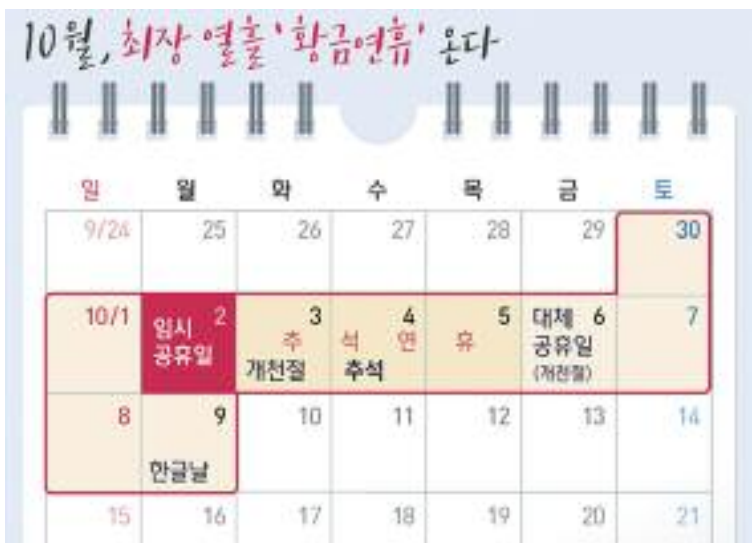 10월, 최장 열흘 '황금연휴' 온다
일 월 화 수 목 금 토
9/24 25 26 27 28 29 30
10/1 2 3 4 5 6 7
임시 공휴일
추 석 연 휴
개천절
추석
대체 공휴일
(개천절)
8 9 10 11 12 13 14
한글날
15 16 17 18 19 20 21